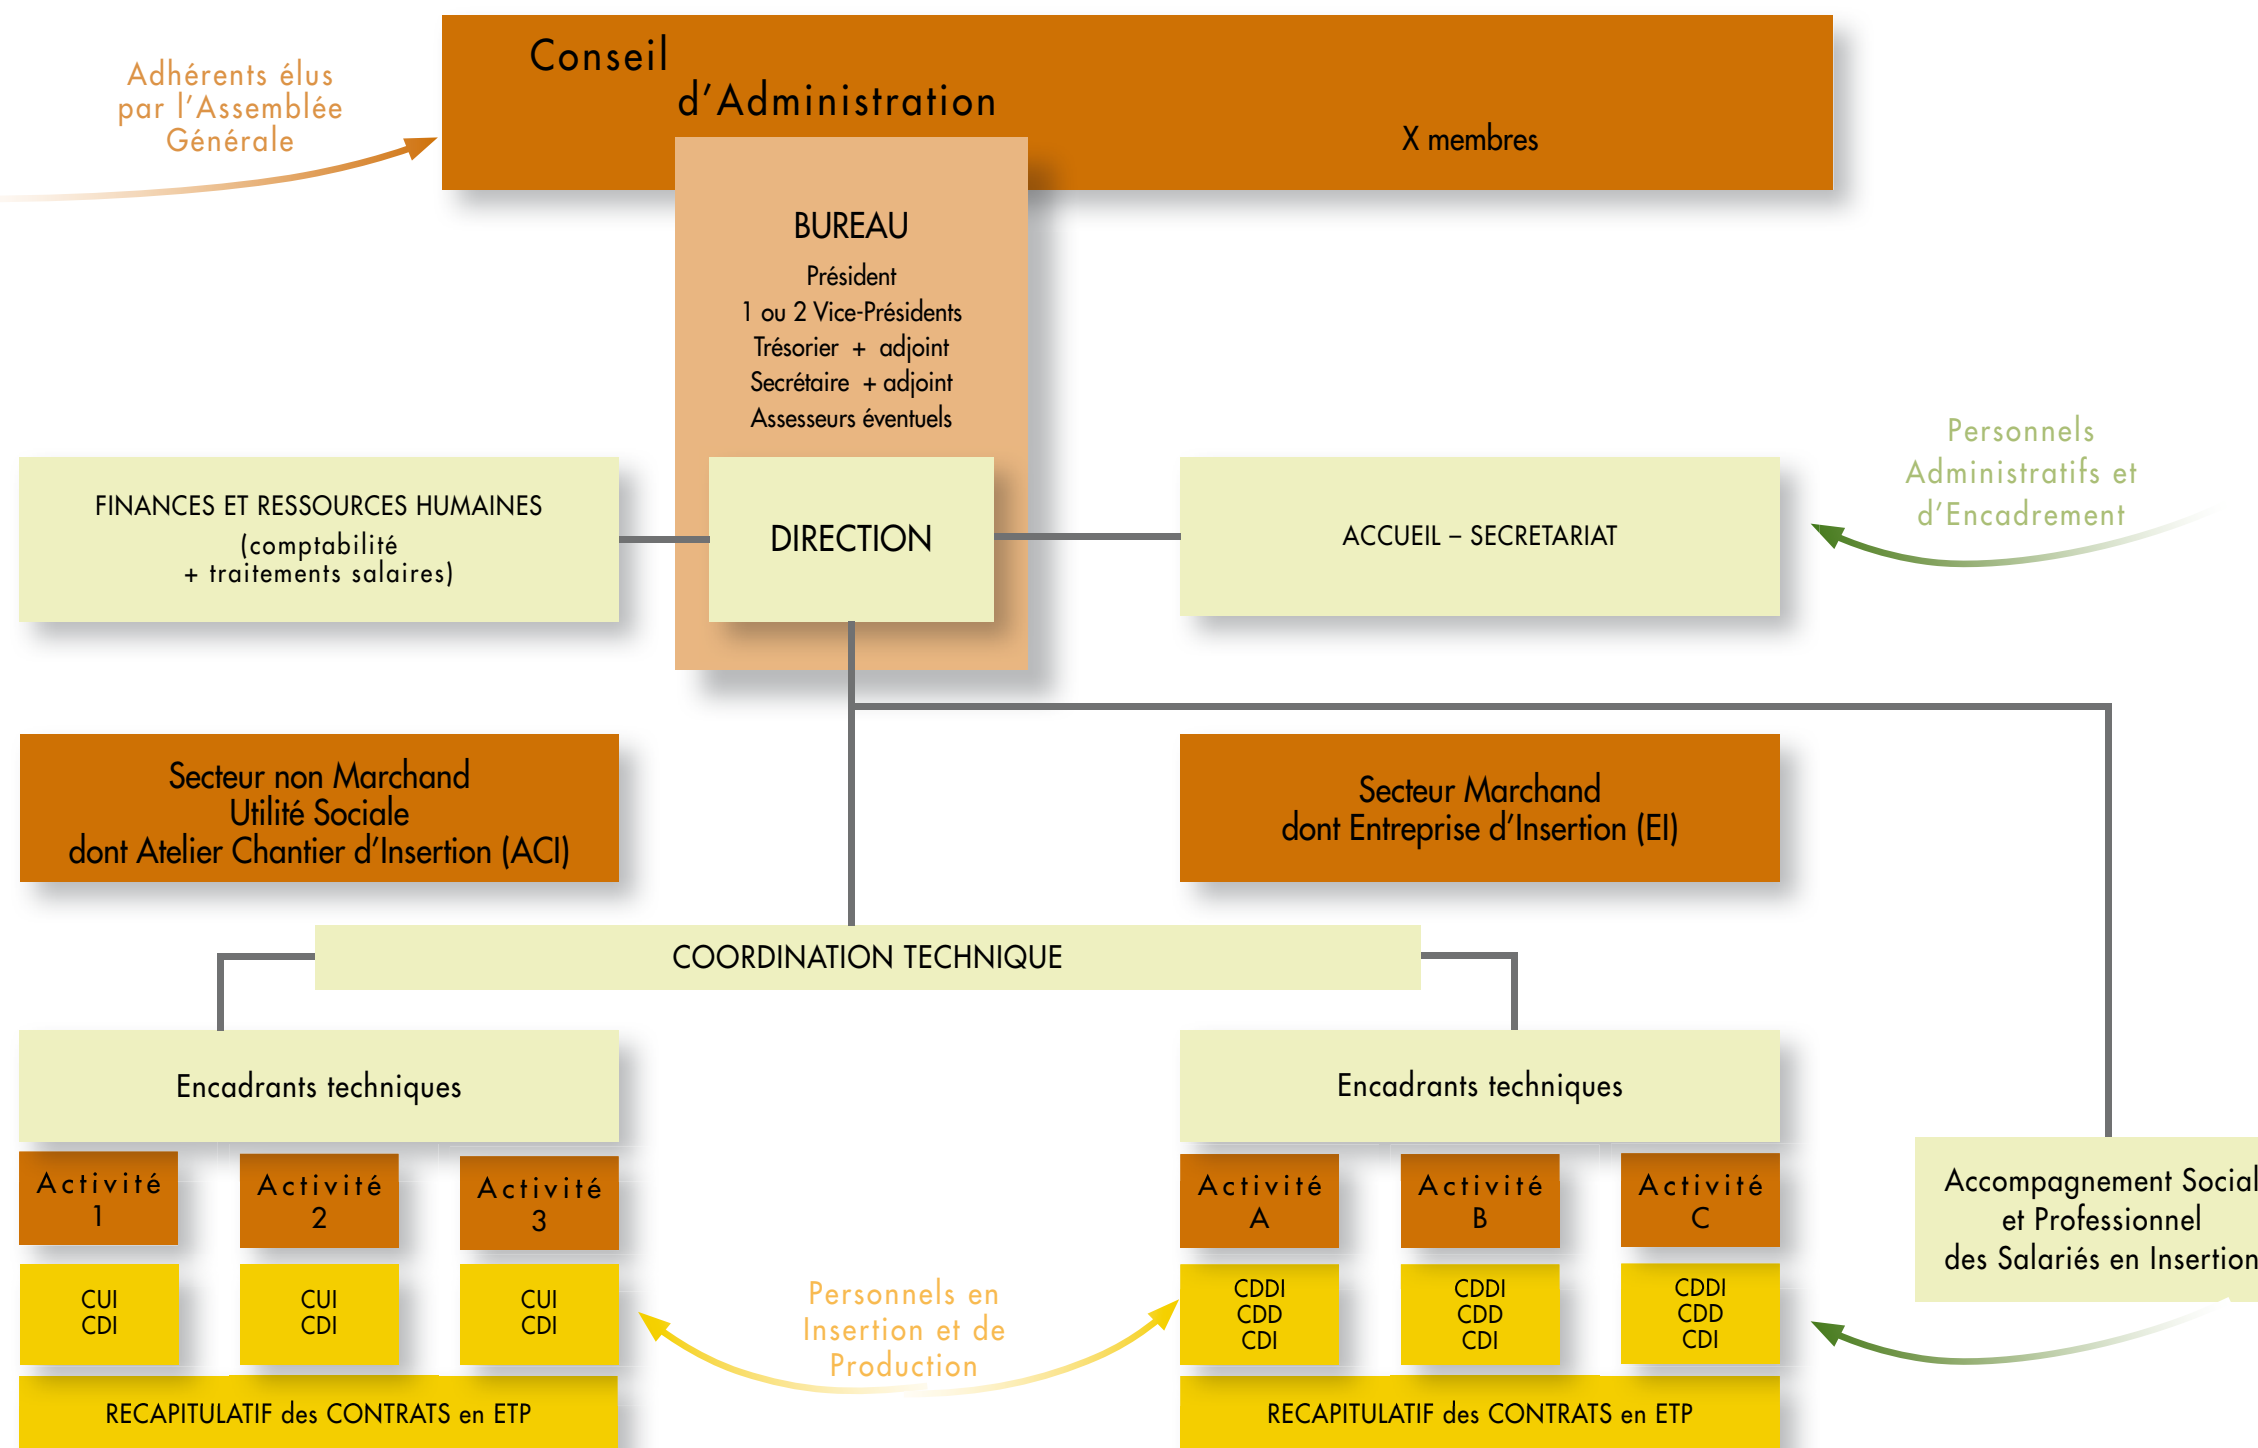 Adhérents élus
par l'Assemblée
Générale
Conseil
d'Administration
X membres
BUREAU
Président
1 ou 2 Vice-Présidents
Trésorier + adjoint
Secrétaire + adjoint
Assesseurs éventuels
FINANCES ET RESSOURCES HUMAINES
(comptabilité
+ traitements salaires)
DIRECTION
ACCUEIL – SECRETARIAT
Personnels
Administratifs et
d'Encadrement
Secteur non Marchand
Utilité Sociale
dont Atelier Chantier d'Insertion (ACI)
Secteur Marchand
dont Entreprise d'Insertion (EI)
COORDINATION TECHNIQUE
Encadrants techniques
Encadrants techniques
Activité
1
Activité
2
Activité
3
Activité
A
Activité
B
Activité
C
Accompagnement Social
et Professionnel
des Salariés en Insertion
CUI
CDI
CUI
CDI
CUI
CDI
Personnels en
Insertion et de
Production
CDDI
CDD
CDI
CDDI
CDD
CDI
CDDI
CDD
CDI
RECAPITULATIF des CONTRATS en ETP
RECAPITULATIF des CONTRATS en ETP